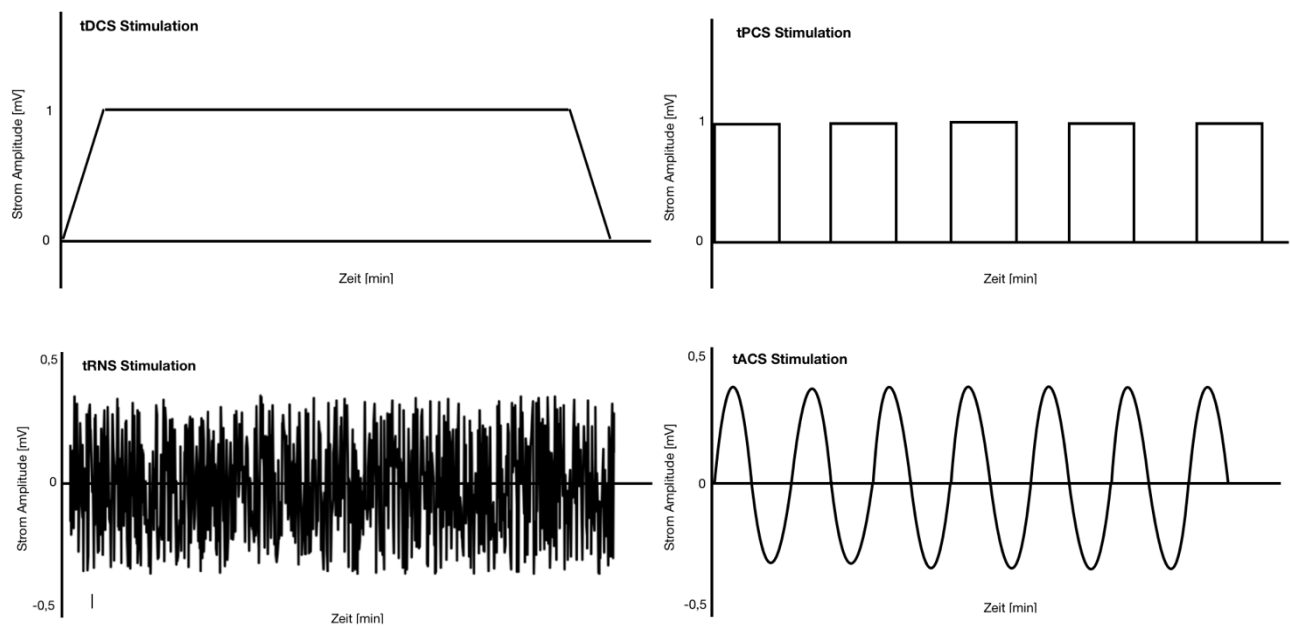 tDCS Stimulation
Strom Amplitude [mV]
1
0
Zeit [min]
tPCS Stimulation
Strom Amplitude [mV]
1
0
Zeit [min]
tRNS Stimulation
Strom Amplitude [mV]
0,5
0
-0,5
Zeit [min]
tACS Stimulation
Strom Amplitude [mV]
0,5
0
-0,5
Zeit [min]